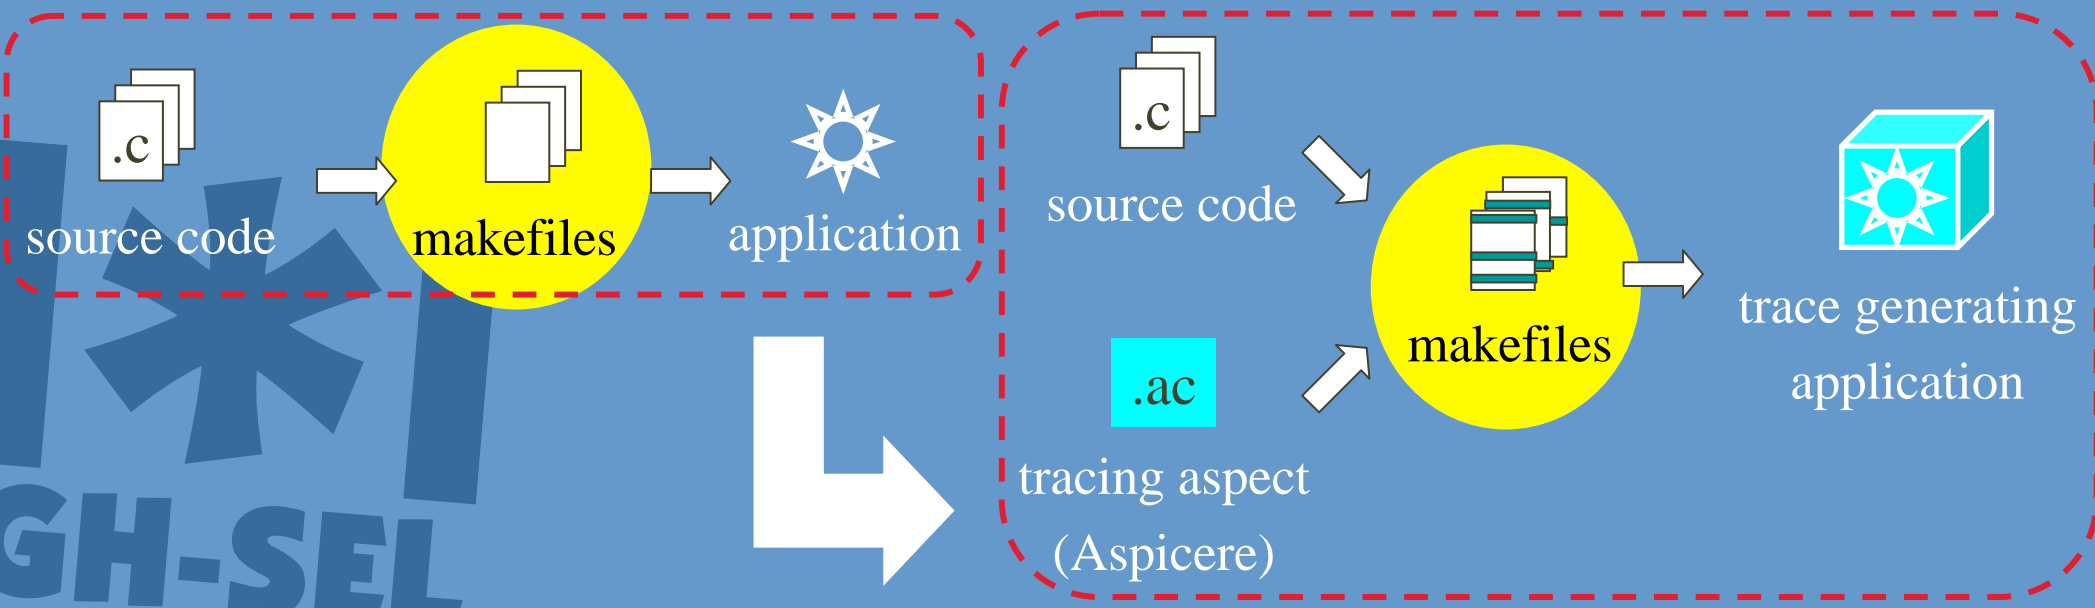 .c
source code
makefiles
application
.c
source code
.ac
tracing aspect
(Aspicere)
makefiles
trace generating
application
GH-SEL